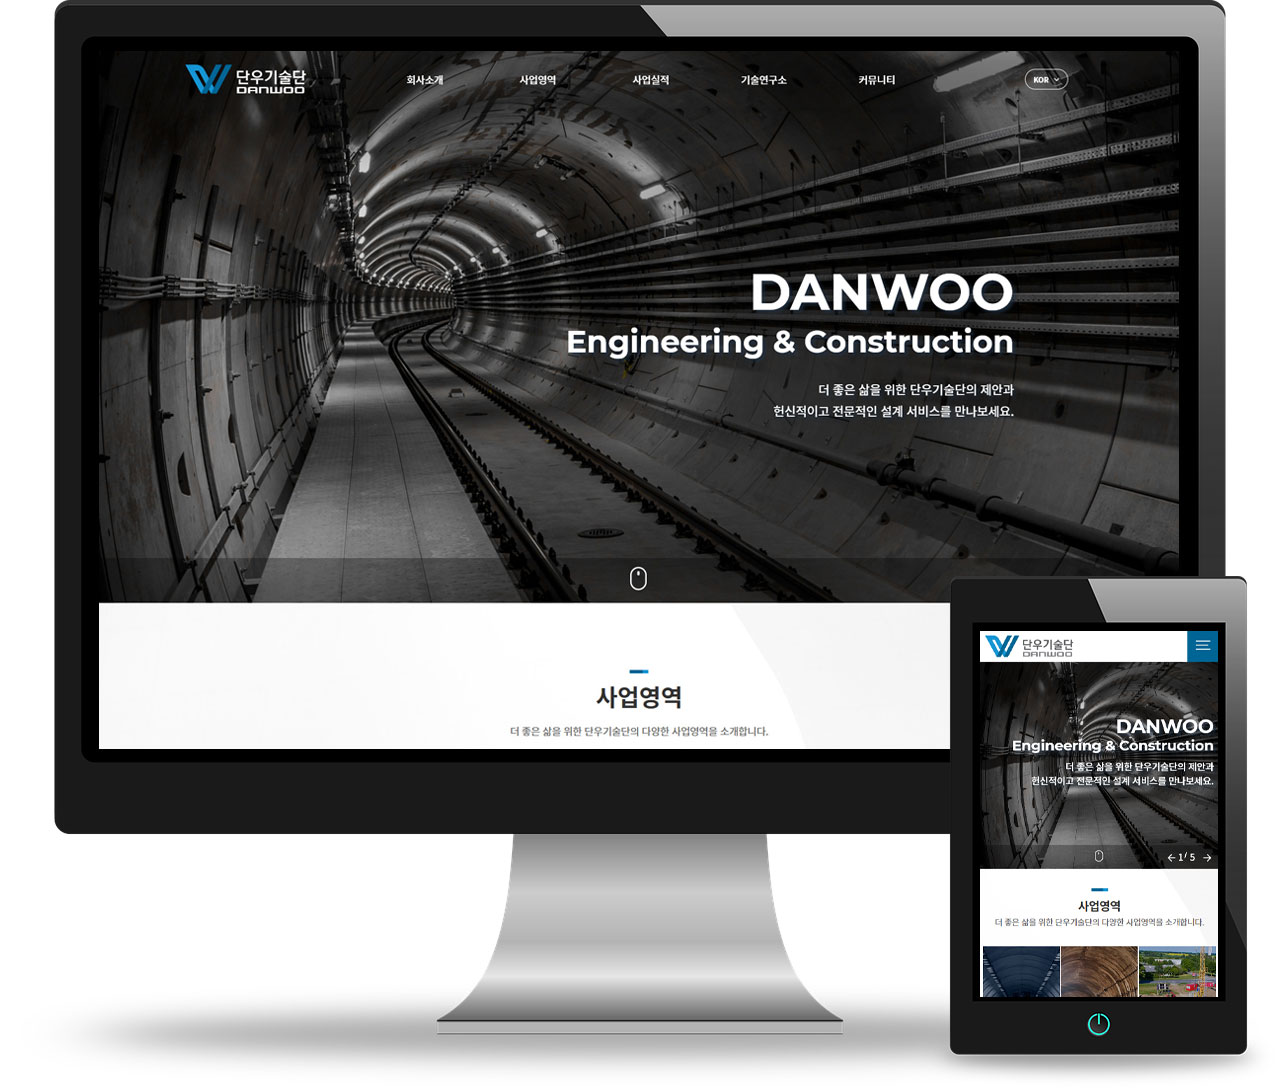 단우기술단
DANWOO
회사소개
사업영역
사업실적
기술연구소
커뮤니티
KOR
DANWOO
Engineering & Construction
더 좋은 삶을 위한 단우기술단의 제안과
헌신적이고 전문적인 설계 서비스를 만나보세요.
사업영역
더 좋은 삶을 위한 단우기술단의 다양한 사업영역을 소개합니다.
단우기술단
DANWOO
DANWOO
Engineering & Construction
더 좋은 삶을 위한 단우기술단의 제안과
헌신적이고 전문적인 설계 서비스를 만나보세요.
1 / 5
사업영역
더 좋은 삶을 위한 단우기술단의 다양한 사업영역을 소개합니다.